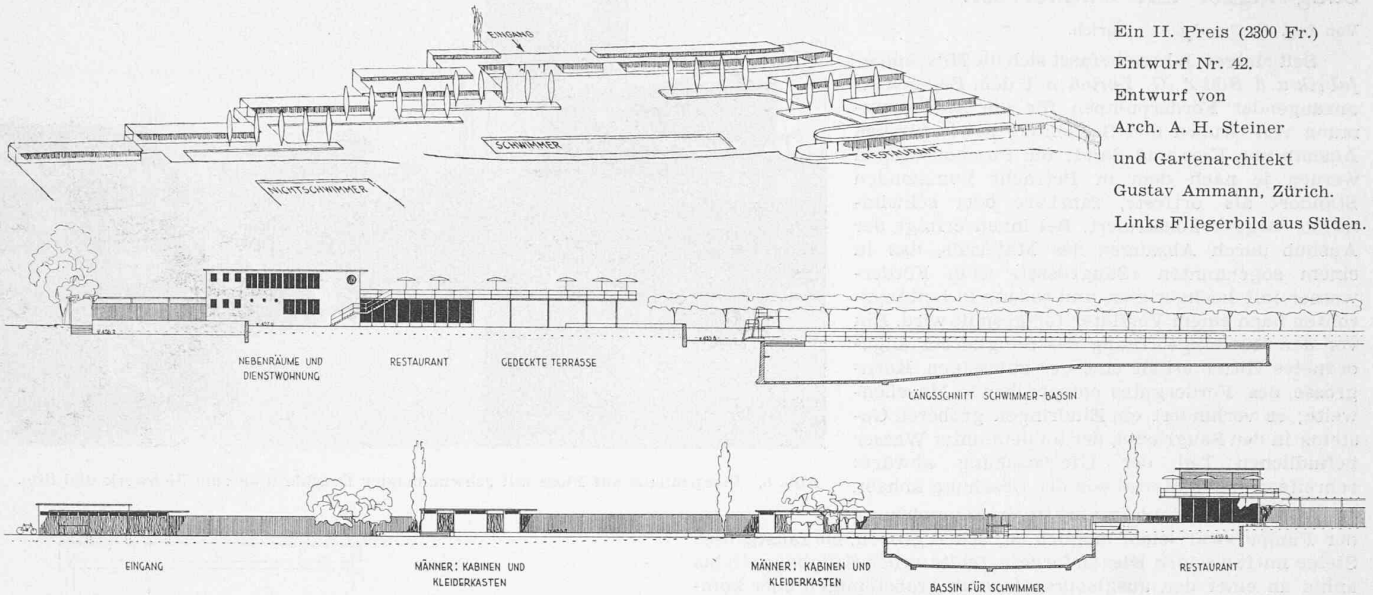 Ein II. Preis (2300 Fr.)
Entwurf Nr. 42.
Entwurf von
Arch. A. H. Steiner
und Gartenarchitekt
Gustav Ammann, Zürich.
Links Fliegerbild aus Süden.
EINGANG
SCHWIMMER
RESTAURANT
NICHTSCHWIMMER
NEBENRÄUME UND
DIENSTWOHNUNG
RESTAURANT
GEDECKTE TERRASSE
LÄNGSSCHNITT SCHWIMMER-BASSIN
EINGANG
MÄNNER: KABINEN UND
KLEIDERKASTEN
MÄNNER: KABINEN UND
KLEIDERKASTEN
BASSIN FÜR SCHWIMMER
RESTAURANT